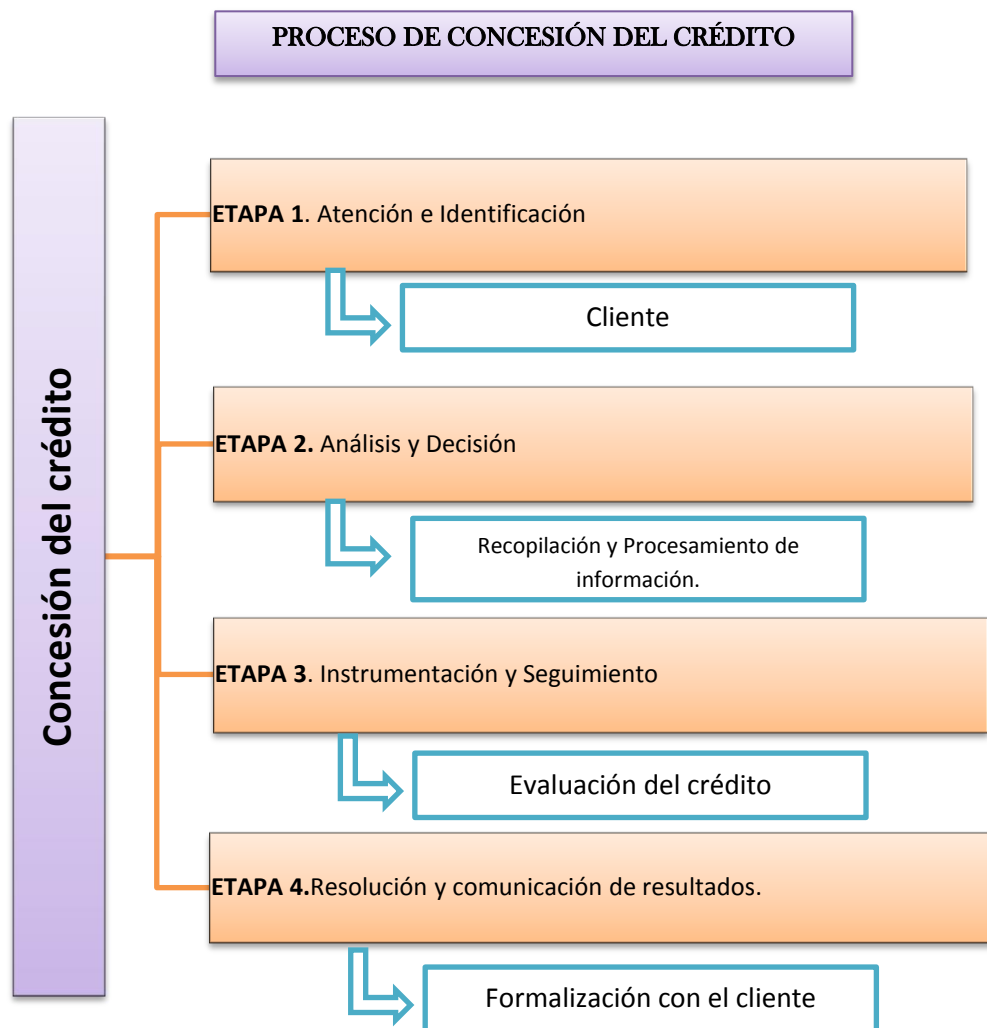 PROCESO DE CONCESIÓN DEL CRÉDITO
Concesión del crédito
ETAPA 1. Atención e Identificación
Cliente
ETAPA 2. Análisis y Decisión
Recopilación y Procesamiento de
información.
ETAPA 3. Instrumentación y Seguimiento
Evaluación del crédito
ETAPA 4.Resolución y comunicación de resultados.
Formalización con el cliente